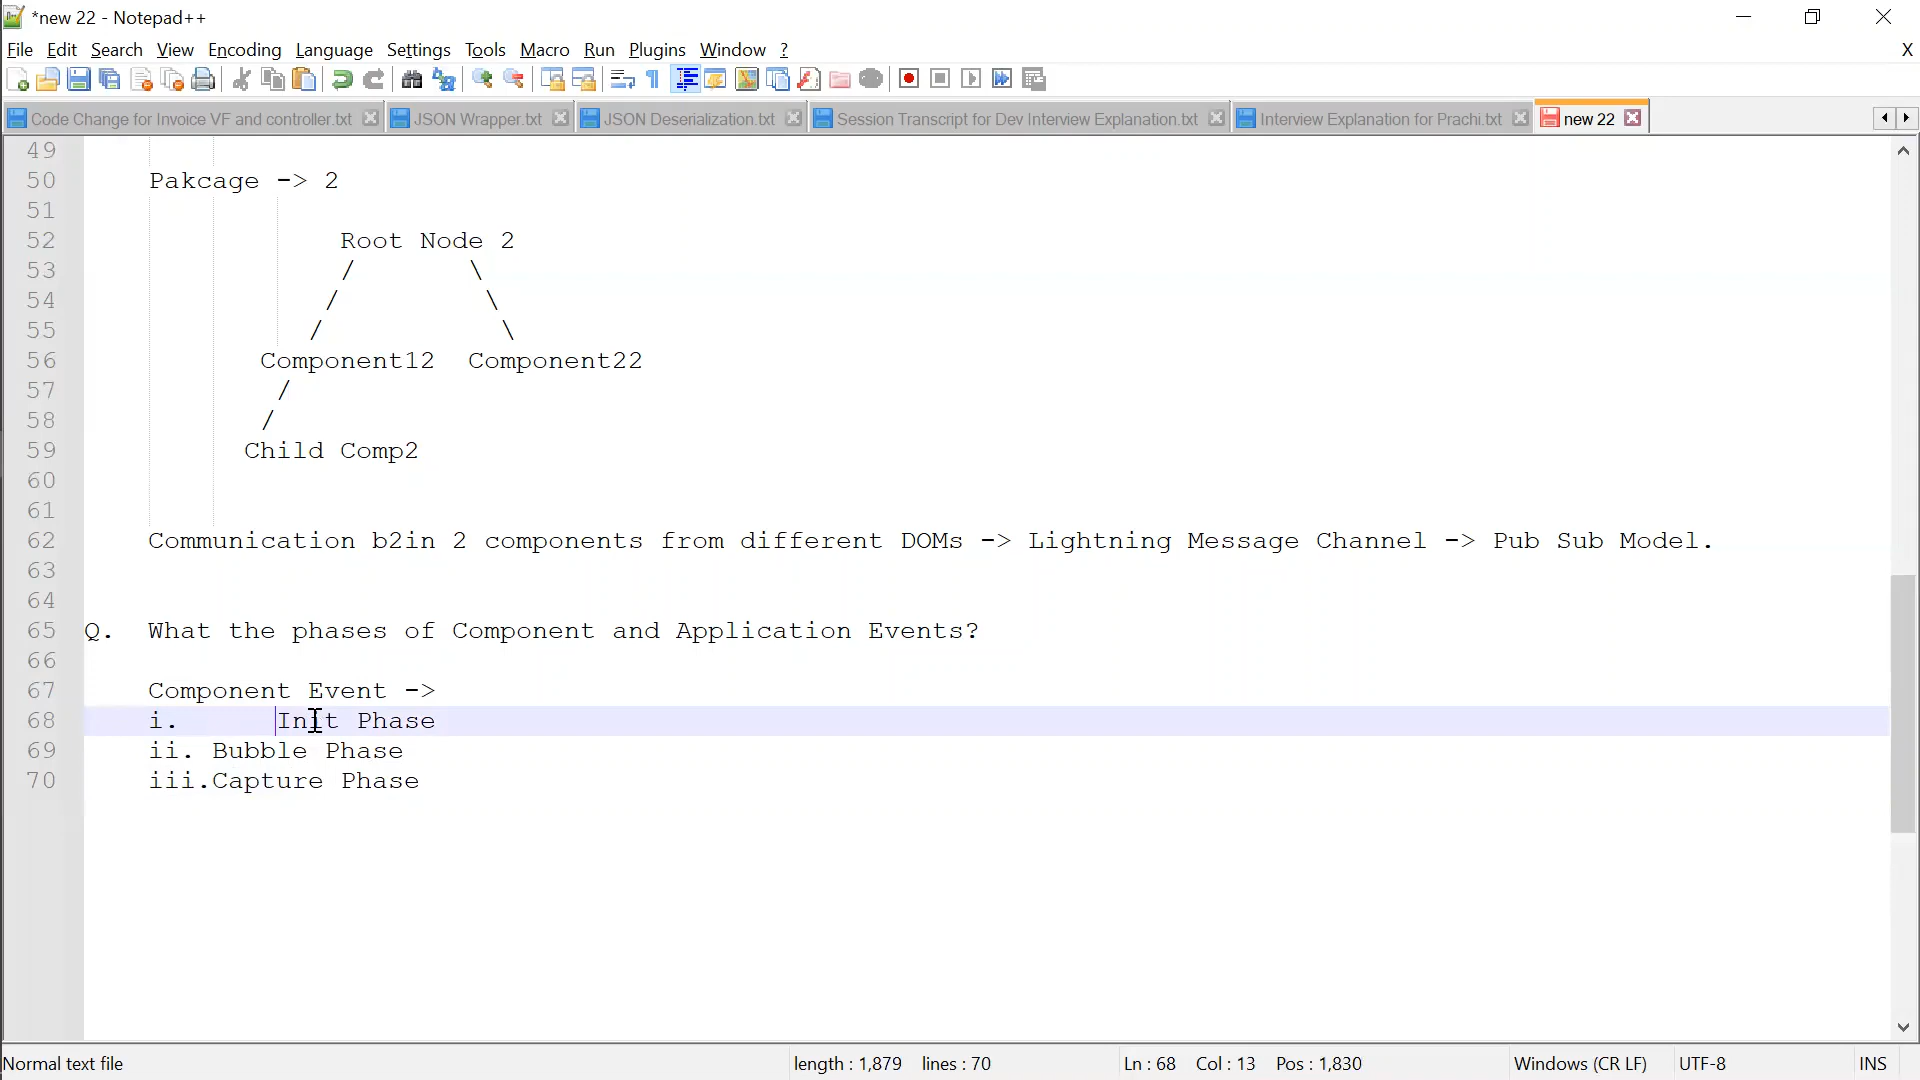 *new 22 - Notepad++
File Edit Search View Encoding Language Settings Tools Macro Run Plugins Window ?
X
Code Change for Invoice VF and controller.txt JSON Wrapper.txt JSON Deserialization.txt Session Transcript for Dev Interview Explanation.txt Interview Explanation for Prachi.txt new 22
49
50 Pakcage -> 2
51
52 Root Node 2
53 / \
54 / \
55 / \
56 Component12 Component22
57 /
58 /
59 Child Comp2
60
61
62 Communication b2in 2 components from different DOMs -> Lightning Message Channel -> Pub Sub Model.
63
64
65 Q. What the phases of Component and Application Events?
66
67 Component Event ->
68 i. Init Phase
69 ii. Bubble Phase
70 iii.Capture Phase
Normal text file length : 1,879 lines : 70 Ln : 68 Col : 13 Pos : 1,830 Windows (CR LF) UTF-8 INS